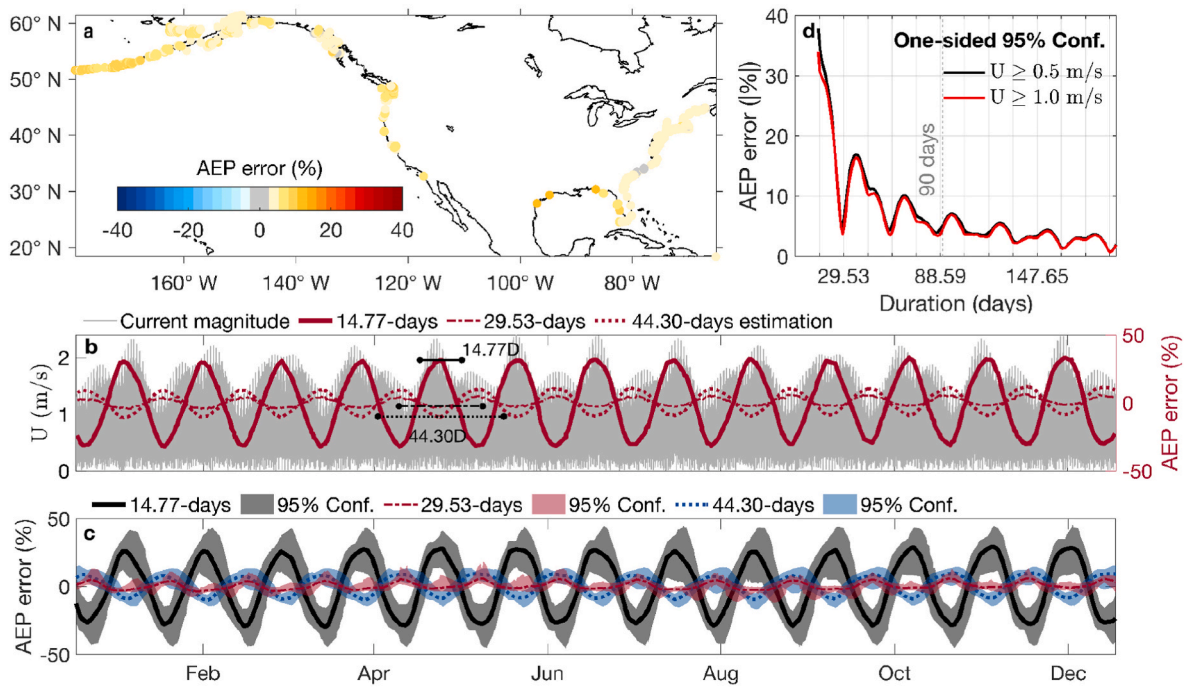 a
60° N
50° N
40° N
30° N
20° N
AEP error (%)
-40 -20 0 20 40
160° W 140° W 120° W 100° W 80° W
d
One-sided 95% Conf.
U ≥ 0.5 m/s
U ≥ 1.0 m/s
90 days
AEP error (|%|)
40
30
20
10
0
29.53 88.59 147.65
Duration (days)
Current magnitude 14.77-days 29.53-days 44.30-days estimation
b
U (m/s)
2
1
0
14.77D
44.30D
50
0
-50
AEP error (%)
14.77-days 95% Conf. 29.53-days 95% Conf. 44.30-days 95% Conf.
c
AEP error (%)
50
0
-50
Feb Apr Jun Aug Oct Dec